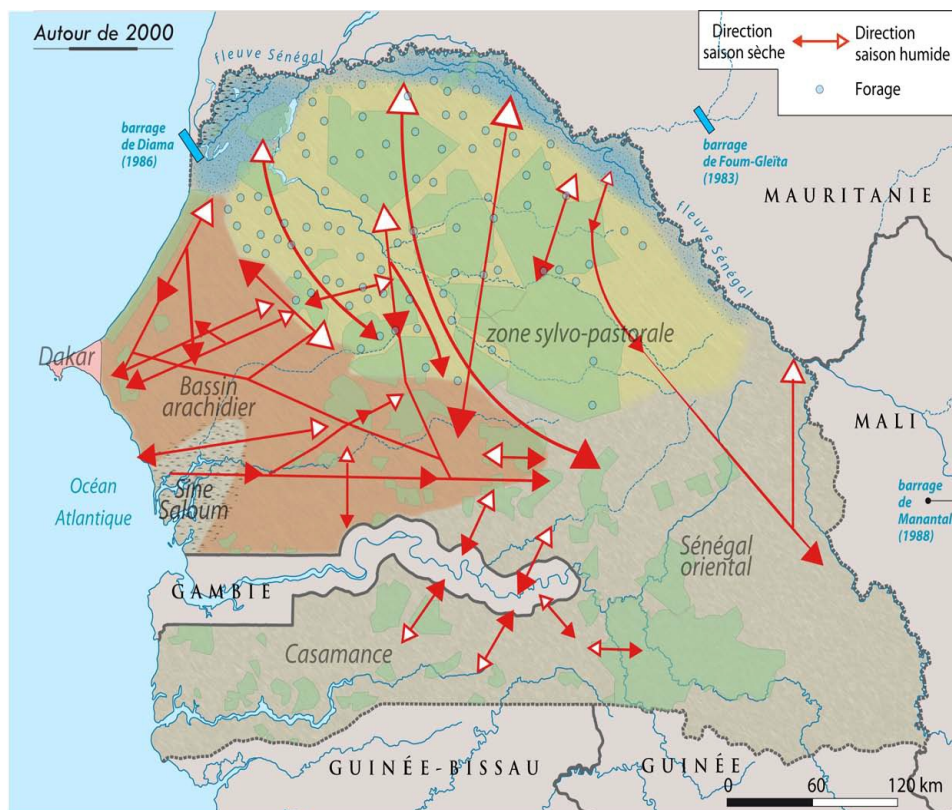 Autour de 2000
Direction
saison sèche
Direction
saison humide
Forage
fleuve Sénégal
barrage
de Diama
(1986)
barrage
de Foum-Gleïta
(1983)
MAURITANIE
fleuve Sénégal
zone sylvo-pastorale
Dakar
Bassin
arachidier
MALI
Océan
Atlantique
Sine
Saloum
barrage
de
Manantali
(1988)
Sénégal
oriental
GAMBIE
Casamance
GUINÉE-BISSAU
GUINÉE
0
60
120 km